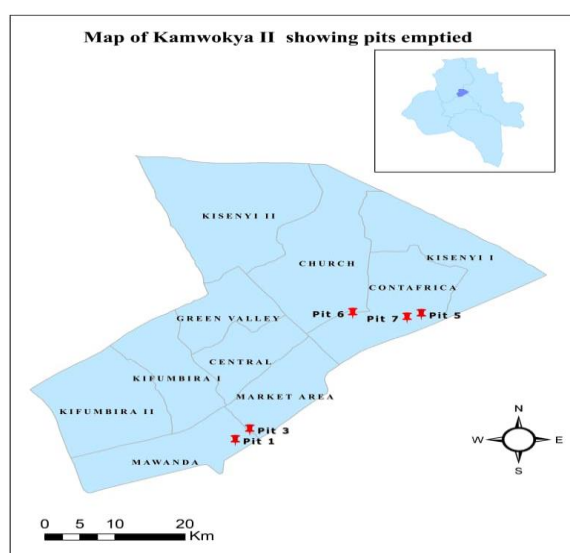 Map of Kamwokya II showing pits emptied
KISENYI II
CHURCH
KISENYI I
CONTAFRICA
Pit 6
Pit 7
Pit 5
GREEN VALLEY
CENTRAL
KIFUMBIRA I
MARKET AREA
KIFUMBIRA II
Pit 3
Pit 1
MAWANDA
N
W
E
S
0 5 10 20
Km